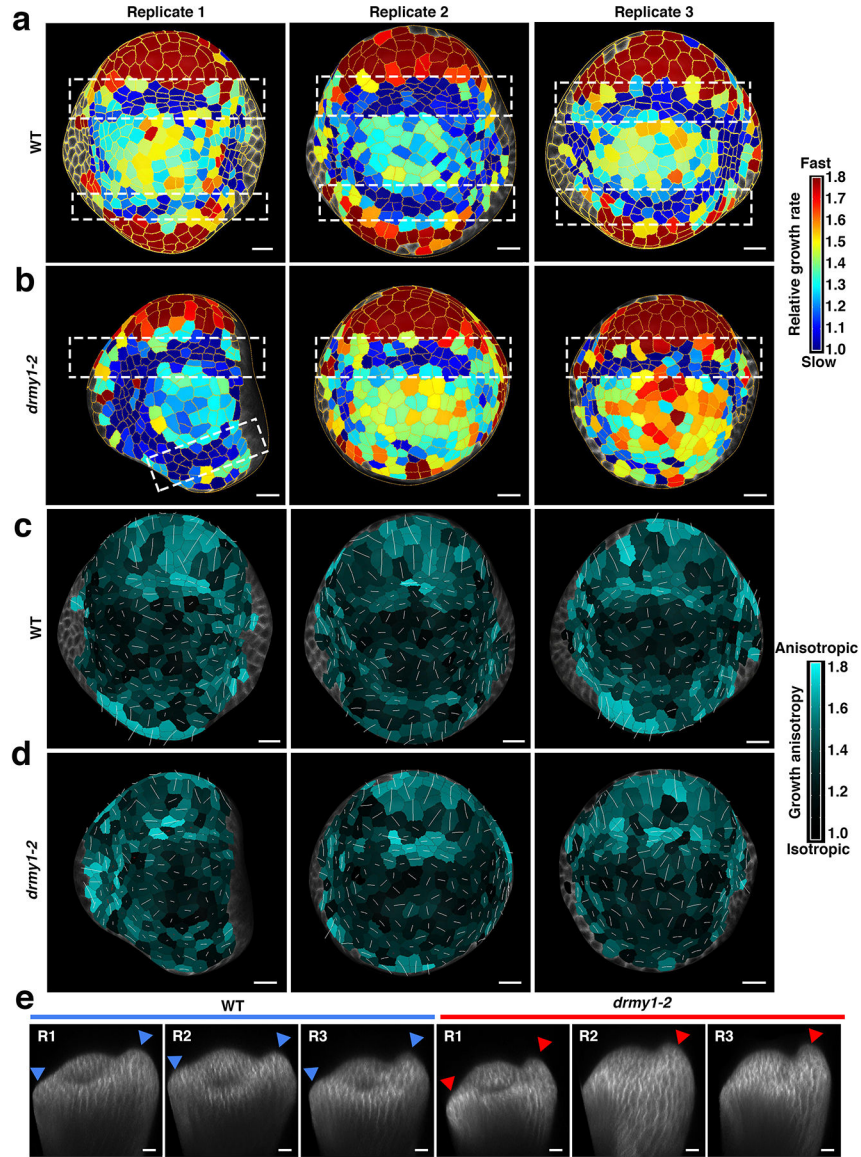 Replicate 1 Replicate 2 Replicate 3
a
WT
Fast
1.8
1.6
1.5
1.4
1.3
1.2
1.1
1.0
Slow
Relative growth rate
b
drmy1-2
c
WT
Anisotropic
1.8
1.6
1.4
1.2
1.0
Isotropic
Growth anisotropy
d
drmy1-2
e
WT drmy1-2
R1 R2 R3 R1 R2 R3